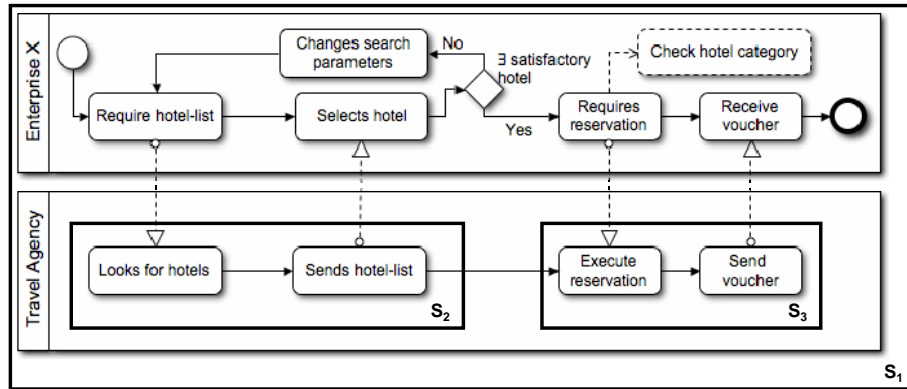 Enterprise X
Changes search
parameters
No
∃ satisfactory
hotel
Check hotel category
Require hotel-list
Selects hotel
Yes
Requires
reservation
Receive
voucher
Travel Agency
Looks for hotels
Sends hotel-list
S2
Execute
reservation
Send
voucher
S3
S1